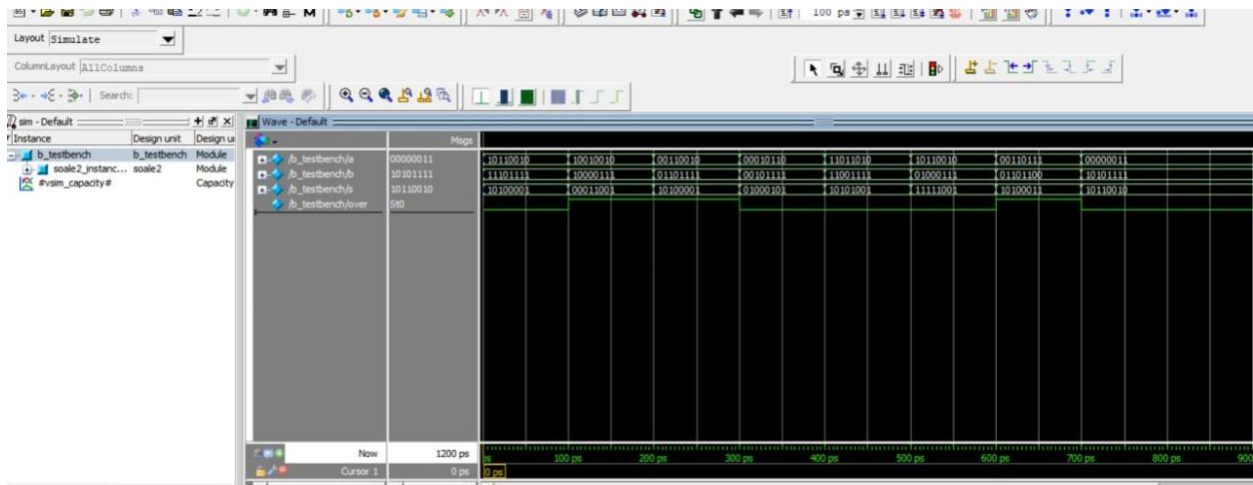 100 ps
Layout Simulate
ColumnLayout AllColumns
Search:
sim - Default
Instance Design unit Design u
b_testbench b_testbench Module
soale2_instanc... soale2 Module
#vsim_capacity# Capacity
Wave - Default
Msgs
/b_testbench/a 00000011 10110010 10010010 00110010 00010110 11011010 10110010 00110111 00000011
/b_testbench/b 10101111 11101111 10000111 01101111 00101111 11001111 01000111 01101100 10101111
/b_testbench/s 10110010 10100001 00011001 10100001 01000101 10101001 11111001 10100011 10110010
/b_testbench/over St0
Now 1200 ps ps 100 ps 200 ps 300 ps 400 ps 500 ps 600 ps 700 ps 800 ps 900
Cursor 1 0 ps 0 ps